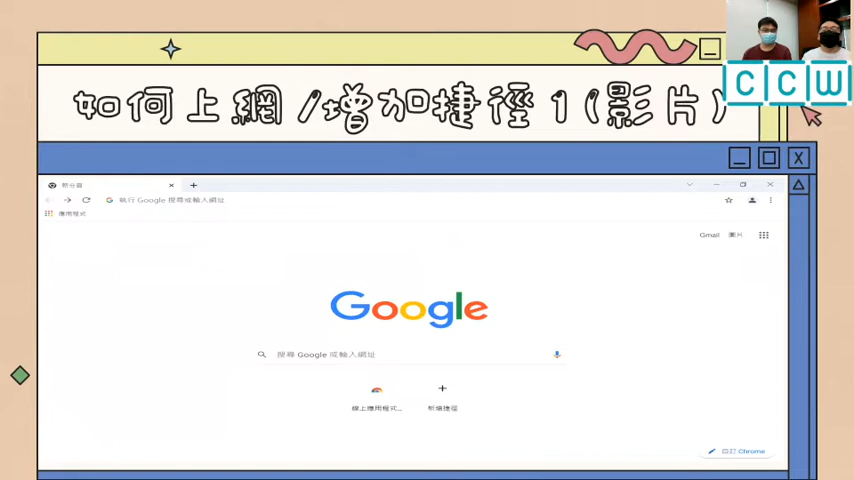 CCW
如何上網/增加捷徑1(影片)
X
新分頁
執行 Google 搜尋或輸入網址
應用程式
Gmail 圖片
Google
搜尋 Google 或輸入網址
線上應用程式... 新增捷徑
自訂 Chrome